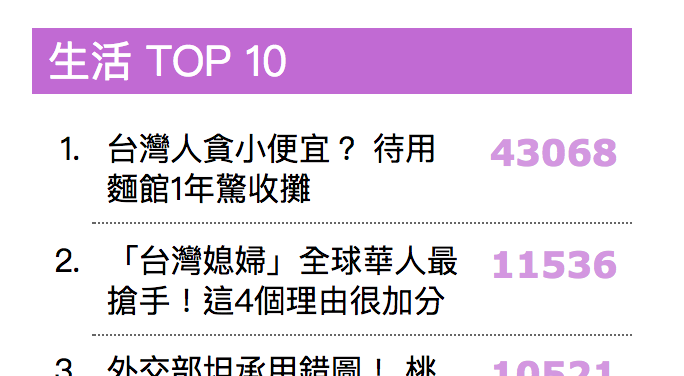 生活 TOP 10
1. 台灣人貪小便宜？ 待用 43068
麵館1年驚收攤
2. 「台灣媳婦」全球華人最 11536
搶手！這4個理由很加分
3. 外交部坦承用錯圖！ 桃 10521